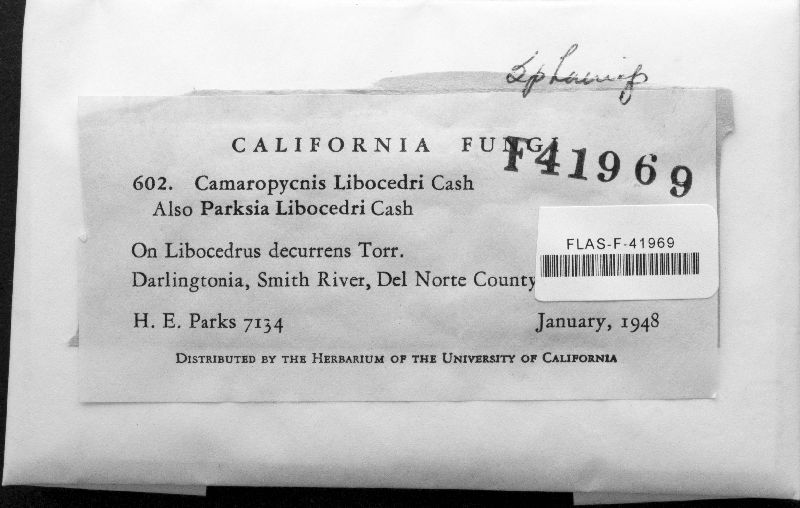 CALIFORNIA FUNGI
F41969
602. Camaropycnis Libocedri Cash
Also Parksia Libocedri Cash
On Libocedrus decurrens Torr.
FLAS-F-41969
Darlingtonia, Smith River, Del Norte County
H. E. Parks 7134 January, 1948
Distributed by the Herbarium of the University of California